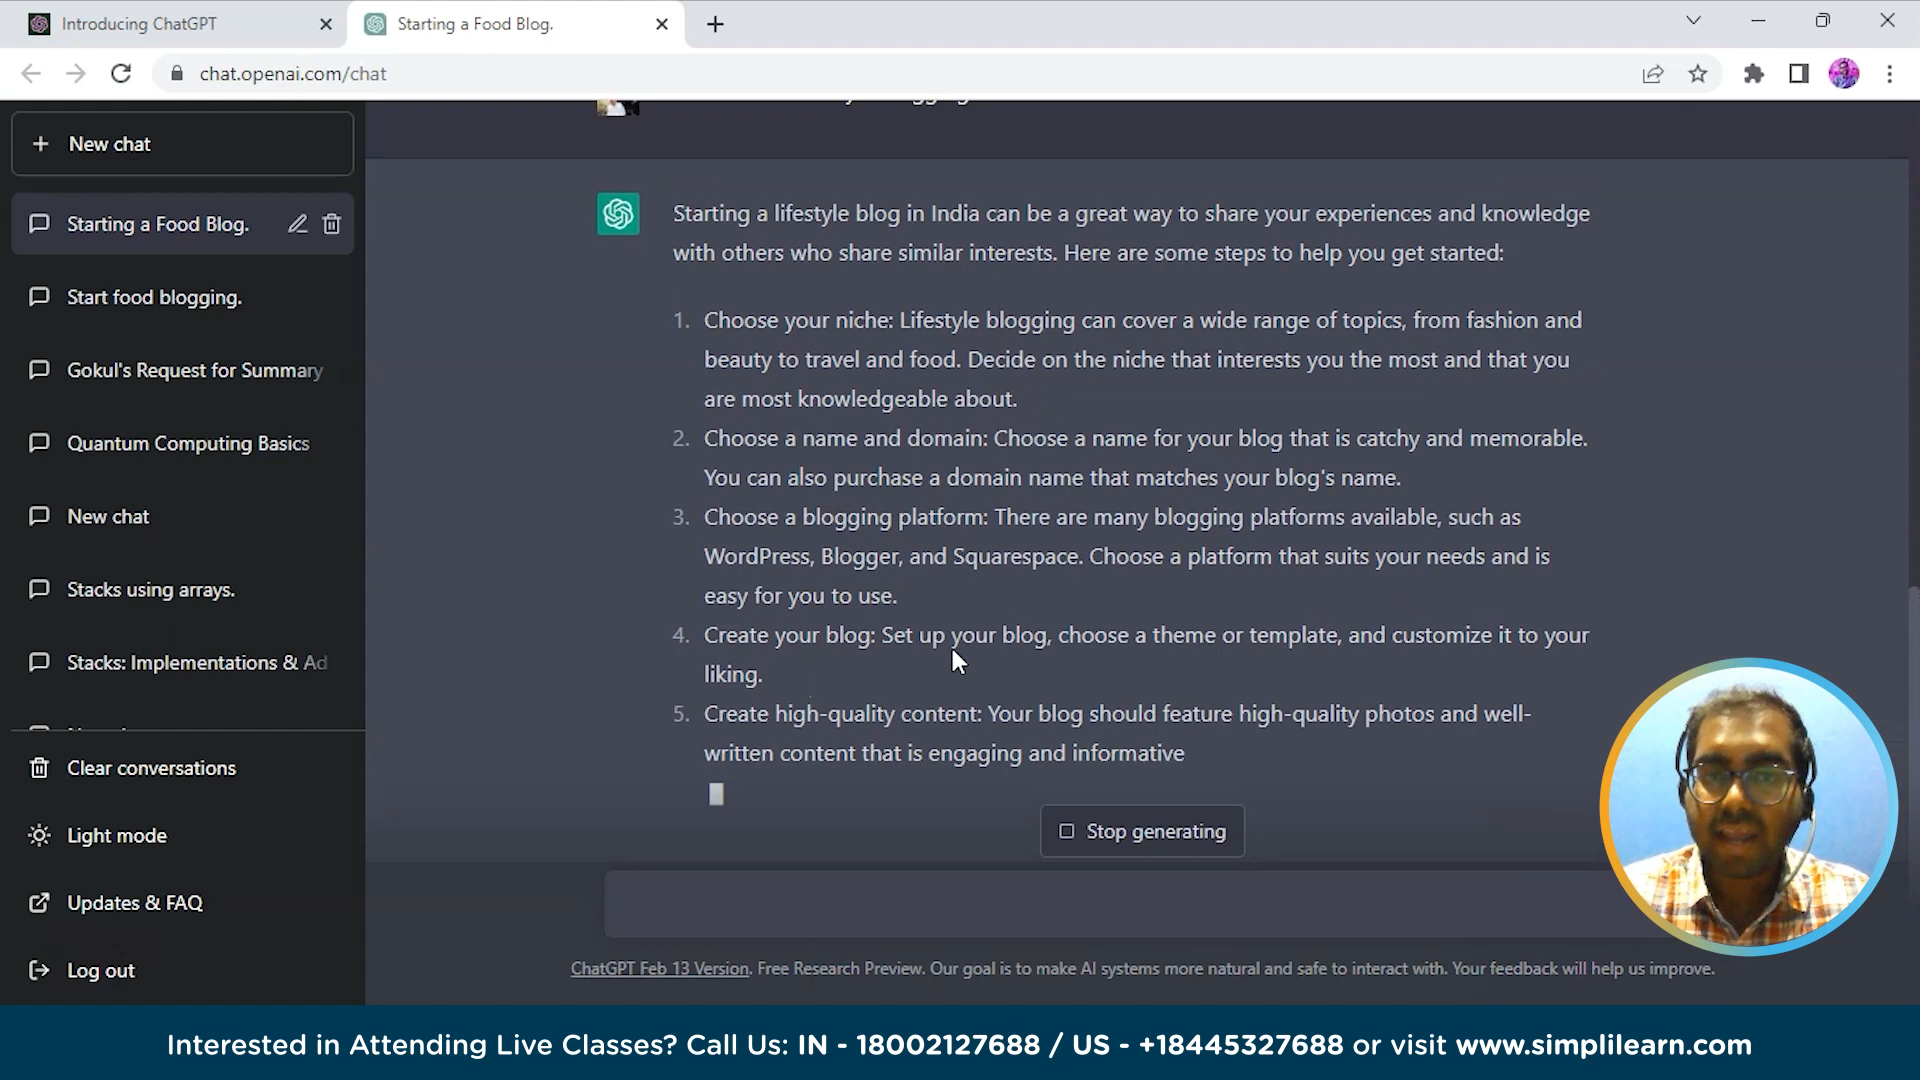 Introducing ChatGPT
Starting a Food Blog.
chat.openai.com/chat
New chat
Starting a Food Blog.
Start food blogging.
Gokul's Request for Summary
Quantum Computing Basics
New chat
Stacks using arrays.
Stacks: Implementations & Ad
Clear conversations
Light mode
Updates & FAQ
Log out
Starting a lifestyle blog in India can be a great way to share your experiences and knowledge
with others who share similar interests. Here are some steps to help you get started:
1. Choose your niche: Lifestyle blogging can cover a wide range of topics, from fashion and
beauty to travel and food. Decide on the niche that interests you the most and that you
are most knowledgeable about.
2. Choose a name and domain: Choose a name for your blog that is catchy and memorable.
You can also purchase a domain name that matches your blog's name.
3. Choose a blogging platform: There are many blogging platforms available, such as
WordPress, Blogger, and Squarespace. Choose a platform that suits your needs and is
easy for you to use.
4. Create your blog: Set up your blog, choose a theme or template, and customize it to your
liking.
5. Create high-quality content: Your blog should feature high-quality photos and well-
written content that is engaging and informative
Stop generating
ChatGPT Feb 13 Version. Free Research Preview. Our goal is to make AI systems more natural and safe to interact with. Your feedback will help us improve.
Interested in Attending Live Classes? Call Us: IN - 18002127688 / US - +18445327688 or visit www.simplilearn.com